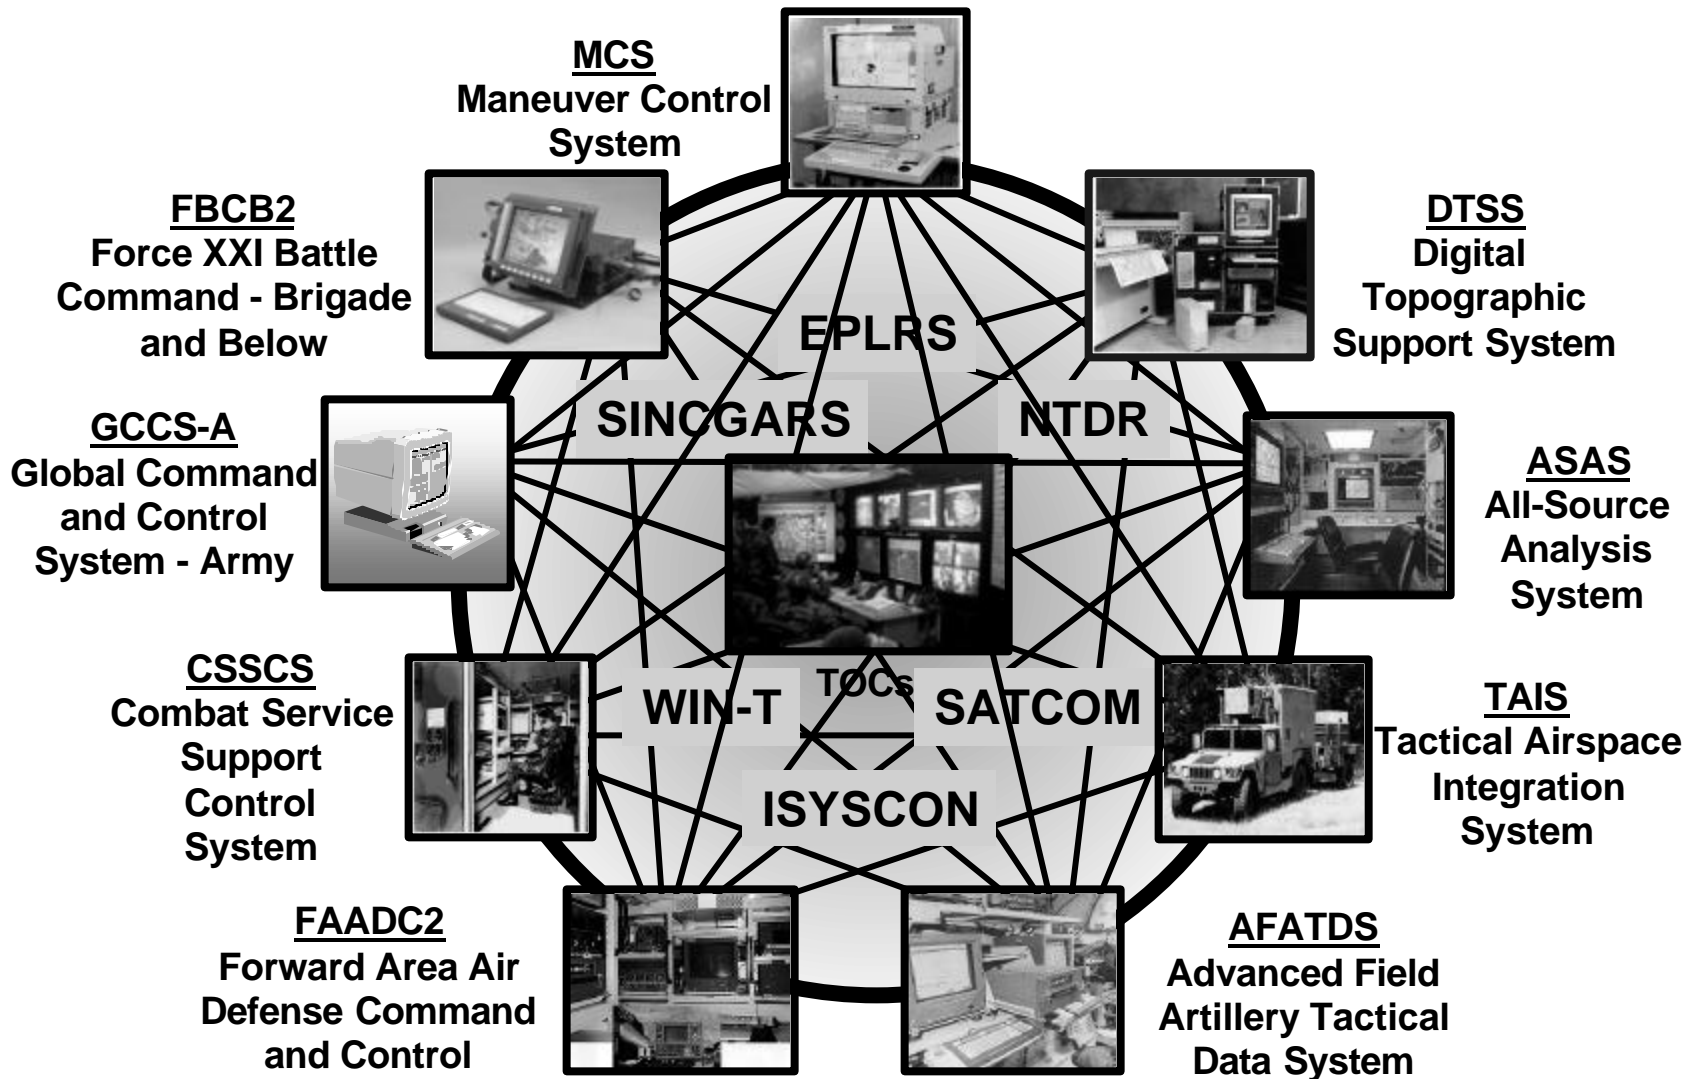 MCS
Maneuver Control
System
FBCB2
Force XXI Battle
Command - Brigade
and Below
DTSS
Digital
Topographic
Support System
EPLRS
SINCGARS
NTDR
GCCS-A
Global Command
and Control
System - Army
ASAS
All-Source
Analysis
System
CSSCS
Combat Service
Support
Control
System
TOCs
WIN-T
SATCOM
TAIS
Tactical Airspace
Integration
System
ISYSCON
FAADC2
Forward Area Air
Defense Command
and Control
AFATDS
Advanced Field
Artillery Tactical
Data System